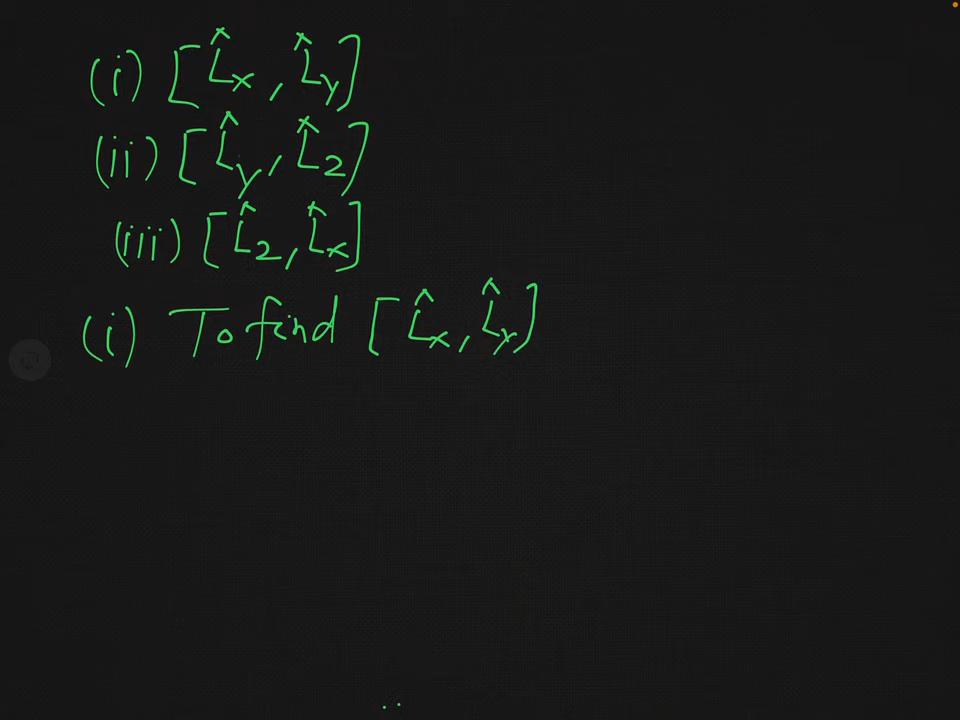 (i) [L̂x, L̂y]
(ii) [L̂y, L̂z]
(iii) [L̂z, L̂x]
(i) To find [L̂x, L̂y]